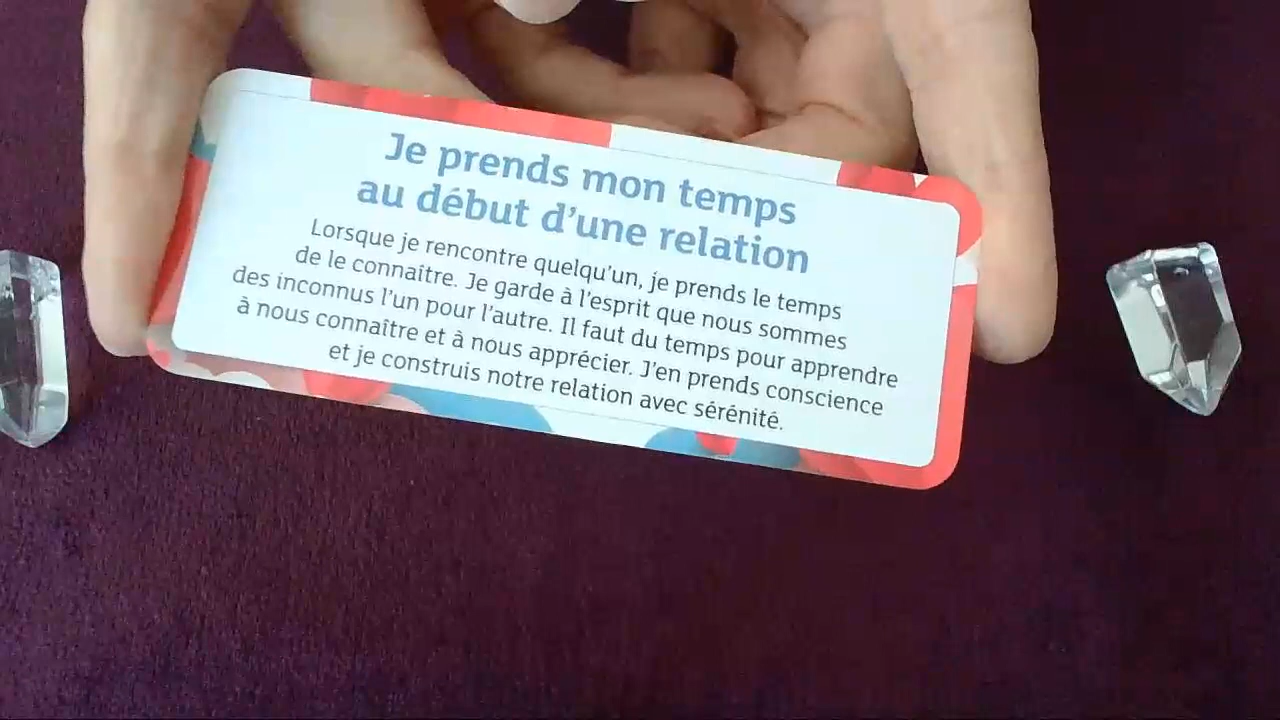 Je prends mon temps
au début d'une relation
Lorsque je rencontre quelqu'un, je prends le temps
de le connaitre. Je garde à l'esprit que nous sommes
des inconnus l'un pour l'autre. Il faut du temps pour apprendre
à nous connaître et à nous apprécier. J'en prends conscience
et je construis notre relation avec sérénité.